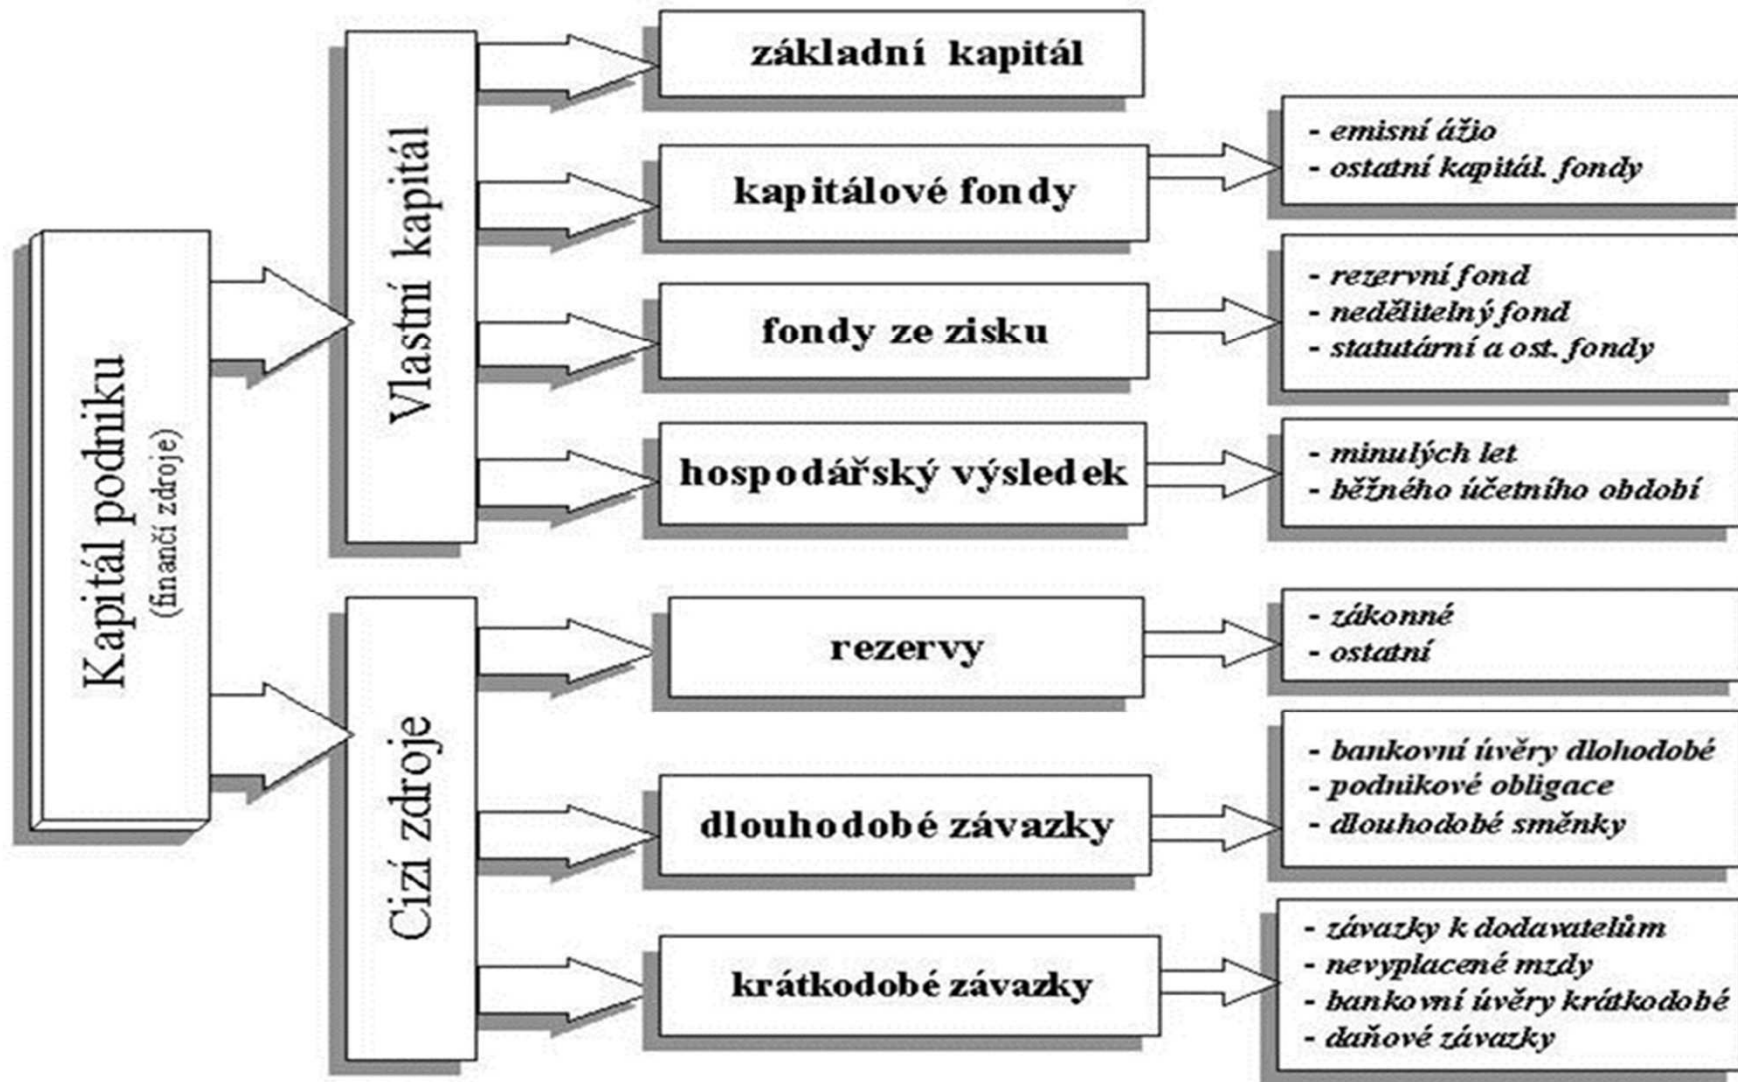 Kapitál podniku
(finančí zdroje)
Vlastní kapitál
základní kapitál
kapitálové fondy
- emisní ážio
- ostatní kapitál. fondy
fondy ze zisku
- rezervní fond
- nedělitelný fond
- statutární a ost. fondy
hospodářský výsledek
- minulých let
- běžného účetního období
Cizí zdroje
rezervy
- zákonné
- ostatní
dlouhodobé závazky
- bankovní úvěry dlohodobé
- podnikové obligace
- dlouhodobé směnky
krátkodobé závazky
- závazky k dodavatelům
- nevyplacené mzdy
- bankovní úvěry krátkodobé
- daňové závazky